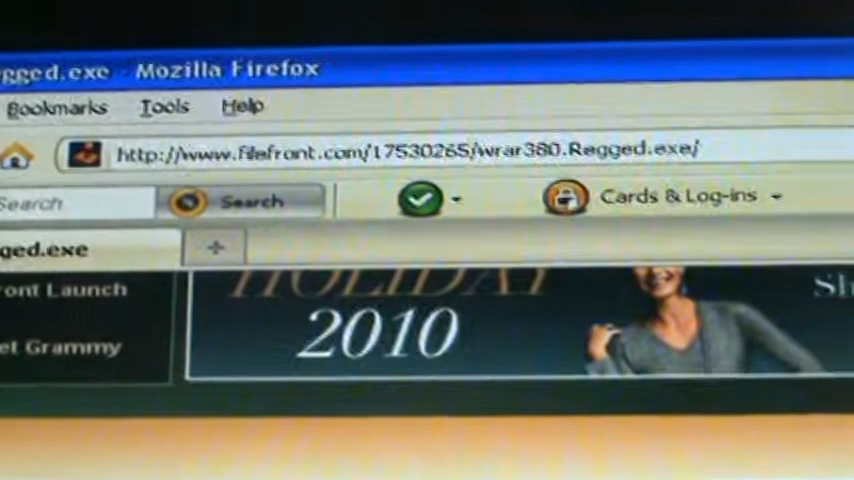 gged.exe - Mozilla Firefox
Bookmarks Tools Help
http://www.filefront.com/17530265/wrar380.Regged.exe/
Search Search Cards & Log-ins
ged.exe +
ront Launch
HOLIDAY
2010
et Grammy